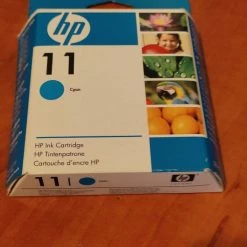 hp
11
Cyan
HP Ink Cartridge
HP Tintenpatrone
Cartouche d'encre HP
11
hp